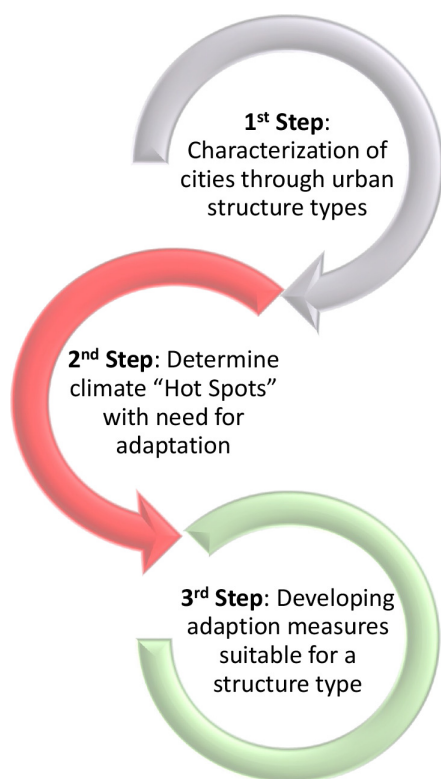 1st Step:
Characterization of
cities through urban
structure types
2nd Step: Determine
climate “Hot Spots”
with need for
adaptation
3rd Step: Developing
adaption measures
suitable for a
structure type